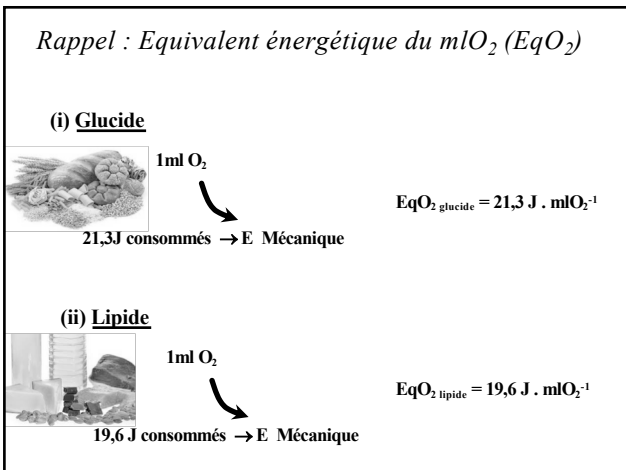 Rappel : Equivalent énergétique du mlO₂ (EqO₂)
(i) Glucide
1ml O₂
EqO₂ glucide = 21,3 J . mlO₂⁻¹
21,3J consommés → E Mécanique
(ii) Lipide
1ml O₂
EqO₂ lipide = 19,6 J . mlO₂⁻¹
19,6 J consommés → E Mécanique